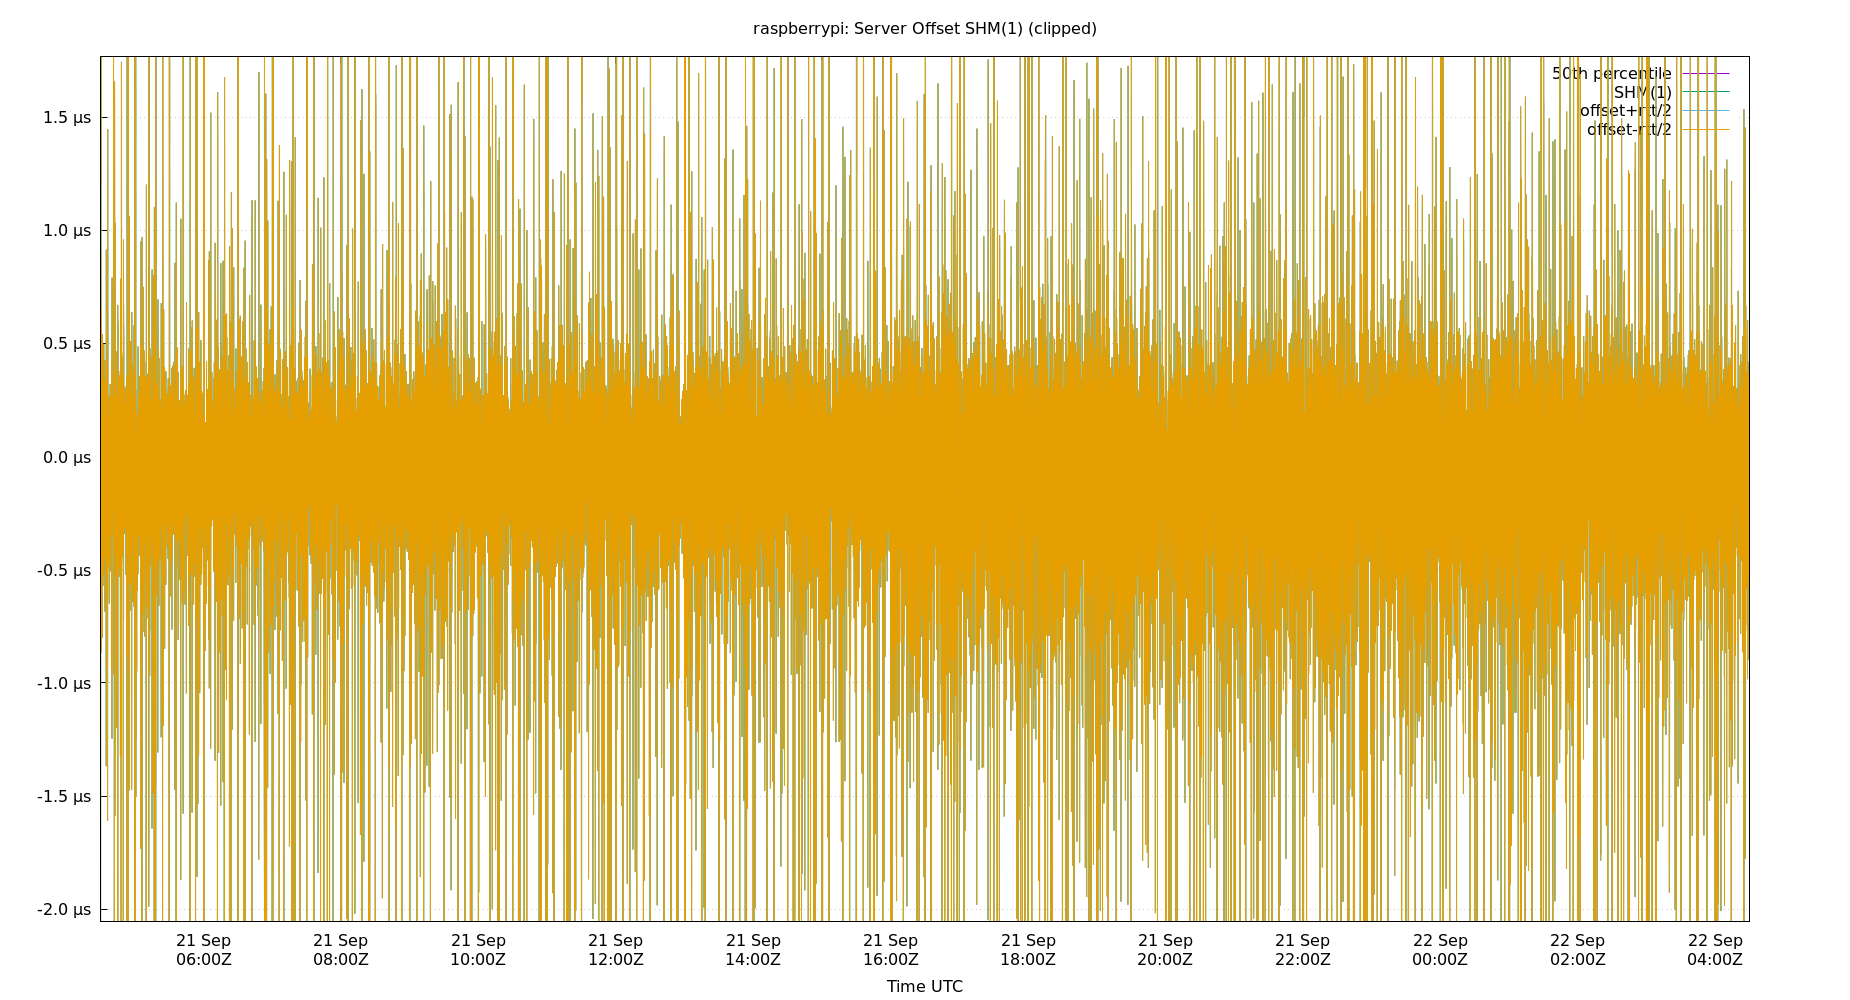 raspberrypi: Server Offset SHM(1) (clipped)
50th percentile
SHM(1)
offset+rtt/2
offset-rtt/2
1.5 µs
1.0 µs
0.5 µs
0.0 µs
-0.5 µs
-1.0 µs
-1.5 µs
-2.0 µs
21 Sep 21 Sep 21 Sep 21 Sep 21 Sep 21 Sep 21 Sep 21 Sep 21 Sep 22 Sep 22 Sep 22 Sep
06:00Z 08:00Z 10:00Z 12:00Z 14:00Z 16:00Z 18:00Z 20:00Z 22:00Z 00:00Z 02:00Z 04:00Z
Time UTC